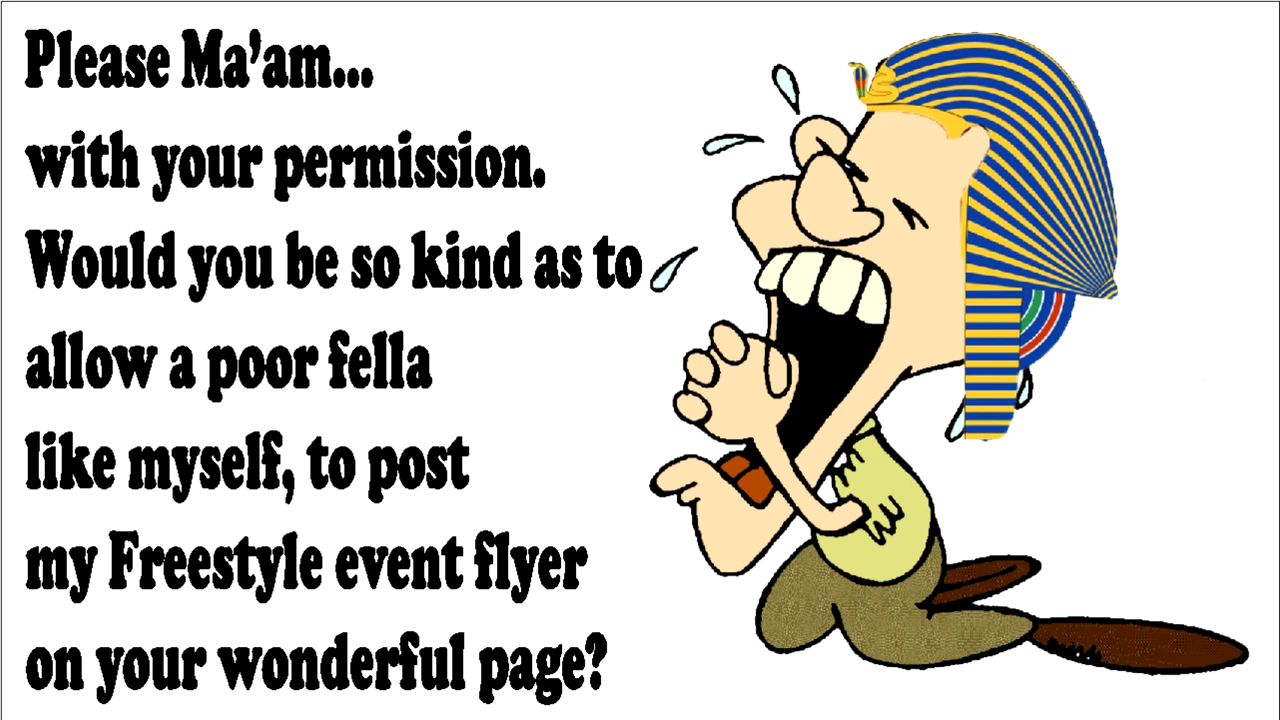 Please Ma'am...
with your permission.
Would you be so kind as to
allow a poor fella
like myself, to post
my Freestyle event flyer
on your wonderful page?